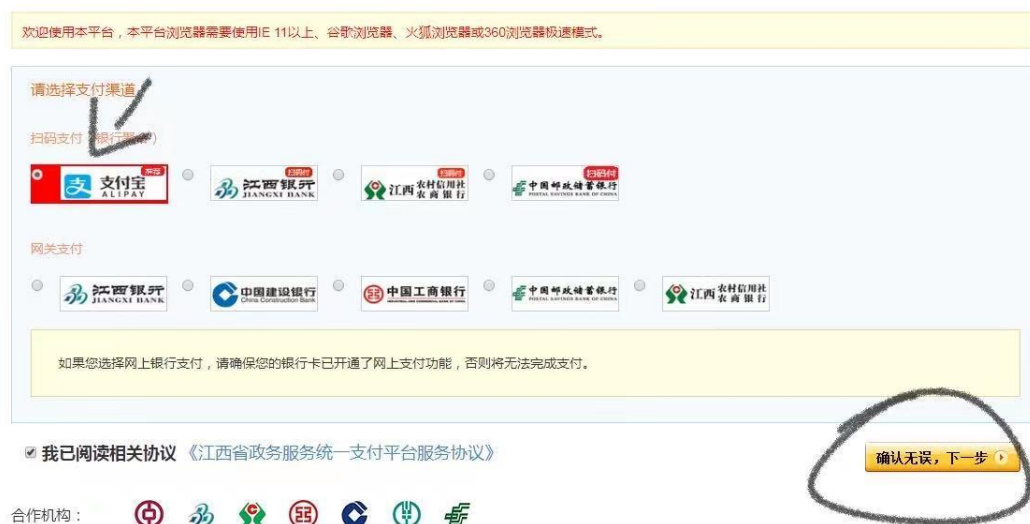 欢迎使用本平台，本平台浏览器需要使用IE 11以上、谷歌浏览器、火狐浏览器或360浏览器极速模式。
请选择支付渠道
扫码支付
支 支付宝 ALIPAY 推荐
江西银行 JIANGXI BANK 扫码付
江西 农村信用社 农商银行 扫码付
中国邮政储蓄银行 POSTAL SAVINGS BANK OF CHINA 扫码付
网关支付
江西银行 JIANGXI BANK
中国建设银行 China Construction Bank
中国工商银行
中国邮政储蓄银行 POSTAL SAVINGS BANK OF CHINA
江西 农村信用社 农商银行
如果您选择网上银行支付，请确保您的银行卡已开通了网上支付功能，否则将无法完成支付。
我已阅读相关协议 《江西省政务服务统一支付平台服务协议》
确认无误，下一步
合作机构：